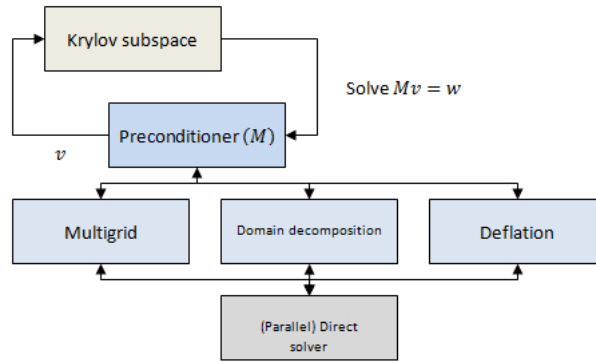 Krylov subspace
Solve Mv = w
Preconditioner (M)
v
Multigrid
Domain decomposition
Deflation
(Parallel) Direct
solver